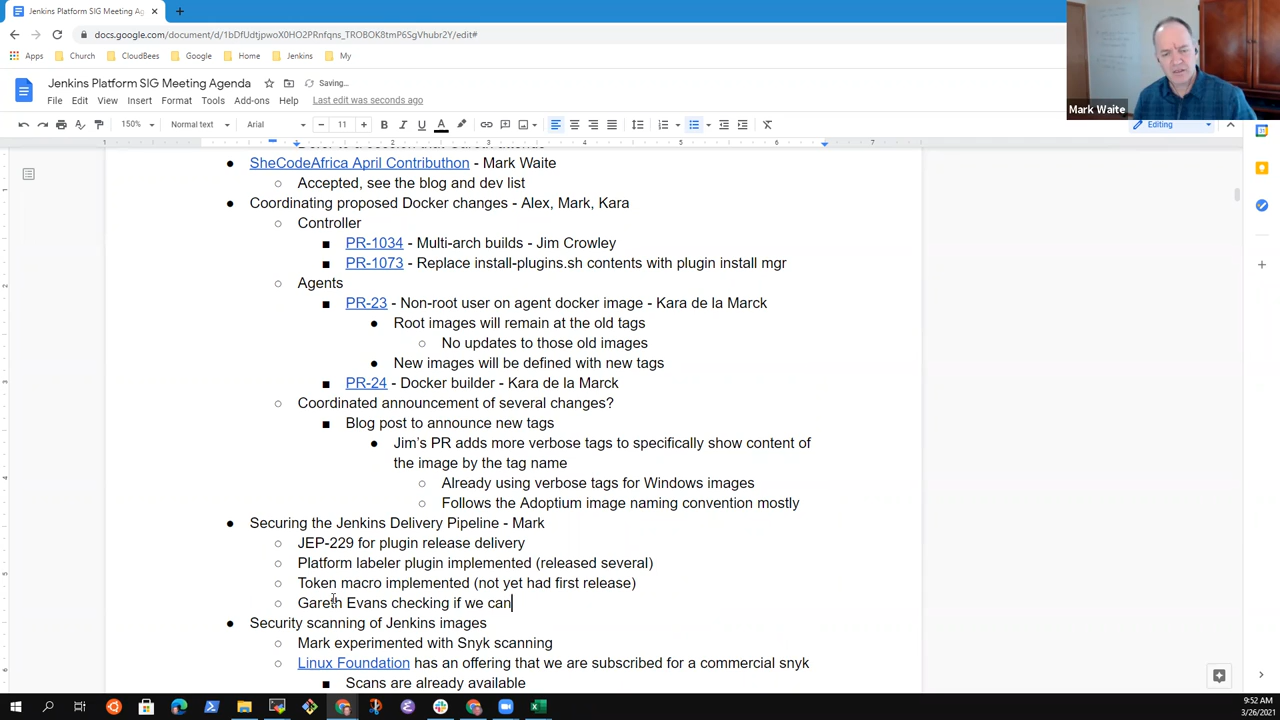 Jenkins Platform SIG Meeting Ag
docs.google.com/document/d/1bDfUdtjpwoX0HO2PRnfqns_TROBOK8tmP6SgVhubr2Y/edit#
Apps Church CloudBees Google Home Jenkins My
Jenkins Platform SIG Meeting Agenda Saving...
File Edit View Insert Format Tools Add-ons Help Last edit was seconds ago
150% Normal text Arial 11 B I U A Editing
1 1 2 3 4 5 6 7
SheCodeAfrica April Contributhon - Mark Waite
Accepted, see the blog and dev list
Coordinating proposed Docker changes - Alex, Mark, Kara
Controller
PR-1034 - Multi-arch builds - Jim Crowley
PR-1073 - Replace install-plugins.sh contents with plugin install mgr
Agents
PR-23 - Non-root user on agent docker image - Kara de la Marck
Root images will remain at the old tags
No updates to those old images
New images will be defined with new tags
PR-24 - Docker builder - Kara de la Marck
Coordinated announcement of several changes?
Blog post to announce new tags
Jim's PR adds more verbose tags to specifically show content of
the image by the tag name
Already using verbose tags for Windows images
Follows the Adoptium image naming convention mostly
Securing the Jenkins Delivery Pipeline - Mark
JEP-229 for plugin release delivery
Platform labeler plugin implemented (released several)
Token macro implemented (not yet had first release)
Gareth Evans checking if we can
Security scanning of Jenkins images
Mark experimented with Snyk scanning
Linux Foundation has an offering that we are subscribed for a commercial snyk
Scans are already available
Mark Waite
9:52 AM
3/26/2021